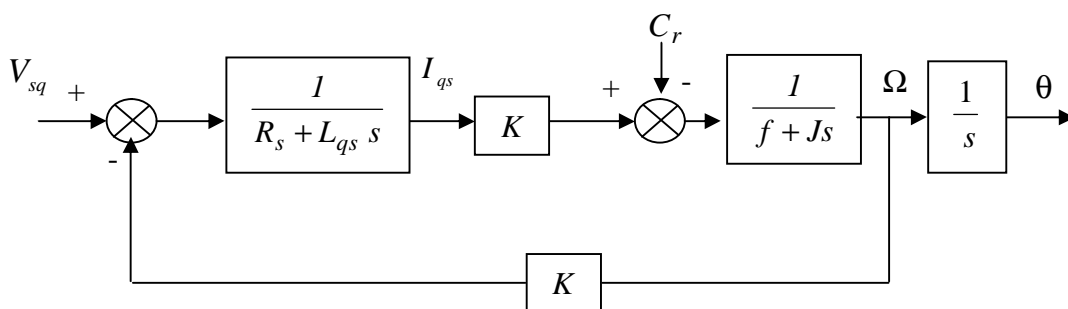 C_r
V_sq + 1 / (R_s + L_qs s) I_qs K + - 1 / (f + Js) Ω 1 / s θ
-
K